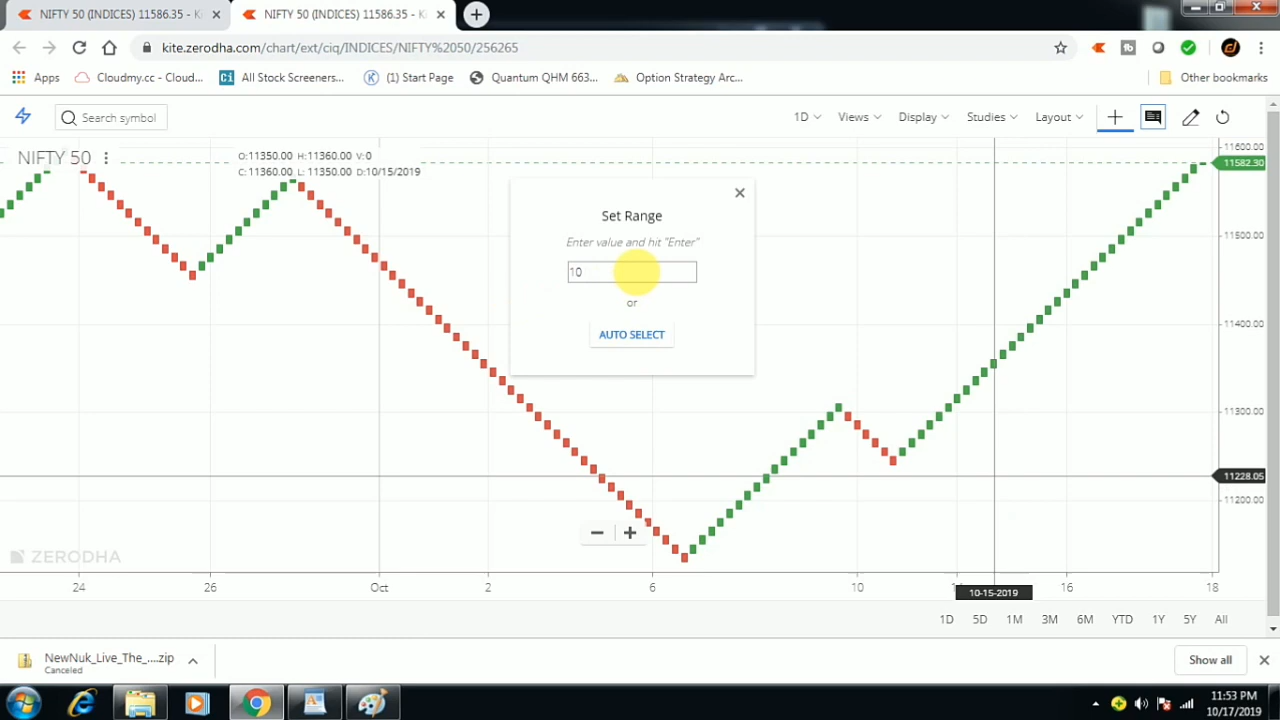 NIFTY 50 (INDICES) 11586.35 - K
NIFTY 50 (INDICES) 11586.35 - K
kite.zerodha.com/chart/ext/ciq/INDICES/NIFTY%2050/256265
Apps
Cloudmy.cc - Cloud...
All Stock Screeners...
(1) Start Page
Quantum QHM 663...
Option Strategy Arc...
Other bookmarks
Search symbol
1D
Views
Display
Studies
Layout
NIFTY 50
O:11350.00 H:11360.00 V:0
C:11360.00 L: 11350.00 D:10/15/2019
Set Range
Enter value and hit "Enter"
10
or
AUTO SELECT
11600.00
11582.30
11500.00
11400.00
11300.00
11228.05
11200.00
ZERODHA
24
26
Oct
2
6
10
16
18
10-15-2019
1D
5D
1M
3M
6M
YTD
1Y
5Y
All
NewNuk_Live_The_....zip
Canceled
Show all
11:53 PM
10/17/2019